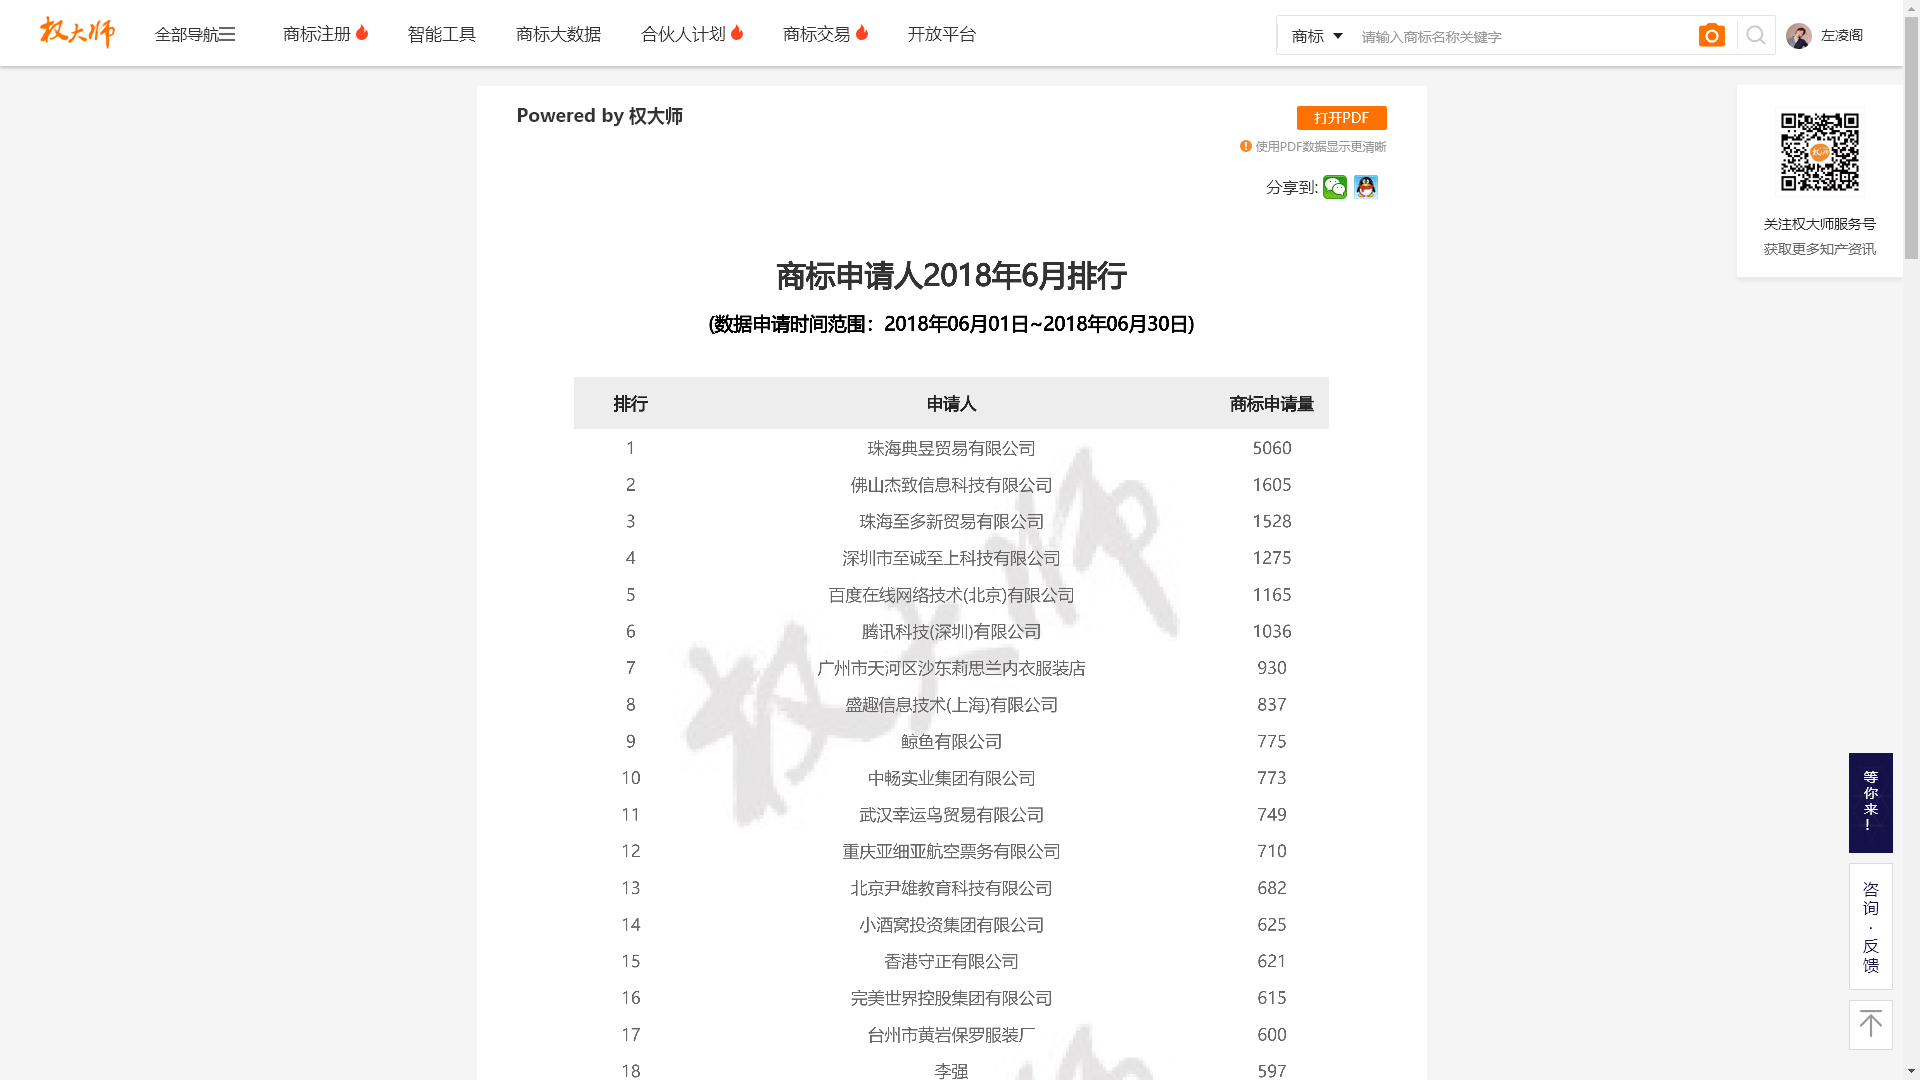 权大师 全部导航 商标注册 智能工具 商标大数据 合伙人计划 商标交易 开放平台 商标 请输入商标名称关键字 左凌阁
Powered by 权大师
打开PDF
使用PDF数据显示更清晰
分享到:
关注权大师服务号
获取更多知产资讯
商标申请人2018年6月排行
(数据申请时间范围：2018年06月01日~2018年06月30日)
排行 申请人 商标申请量
1 珠海典昱贸易有限公司 5060
2 佛山杰致信息科技有限公司 1605
3 珠海至多新贸易有限公司 1528
4 深圳市至诚至上科技有限公司 1275
5 百度在线网络技术(北京)有限公司 1165
6 腾讯科技(深圳)有限公司 1036
7 广州市天河区沙东莉思兰内衣服装店 930
8 盛趣信息技术(上海)有限公司 837
9 鲸鱼有限公司 775
10 中畅实业集团有限公司 773
11 武汉幸运鸟贸易有限公司 749
12 重庆亚细亚航空票务有限公司 710
13 北京尹雄教育科技有限公司 682
14 小酒窝投资集团有限公司 625
15 香港守正有限公司 621
16 完美世界控股集团有限公司 615
17 台州市黄岩保罗服装厂 600
18 李强 597
权大师
等你来！
咨询·反馈